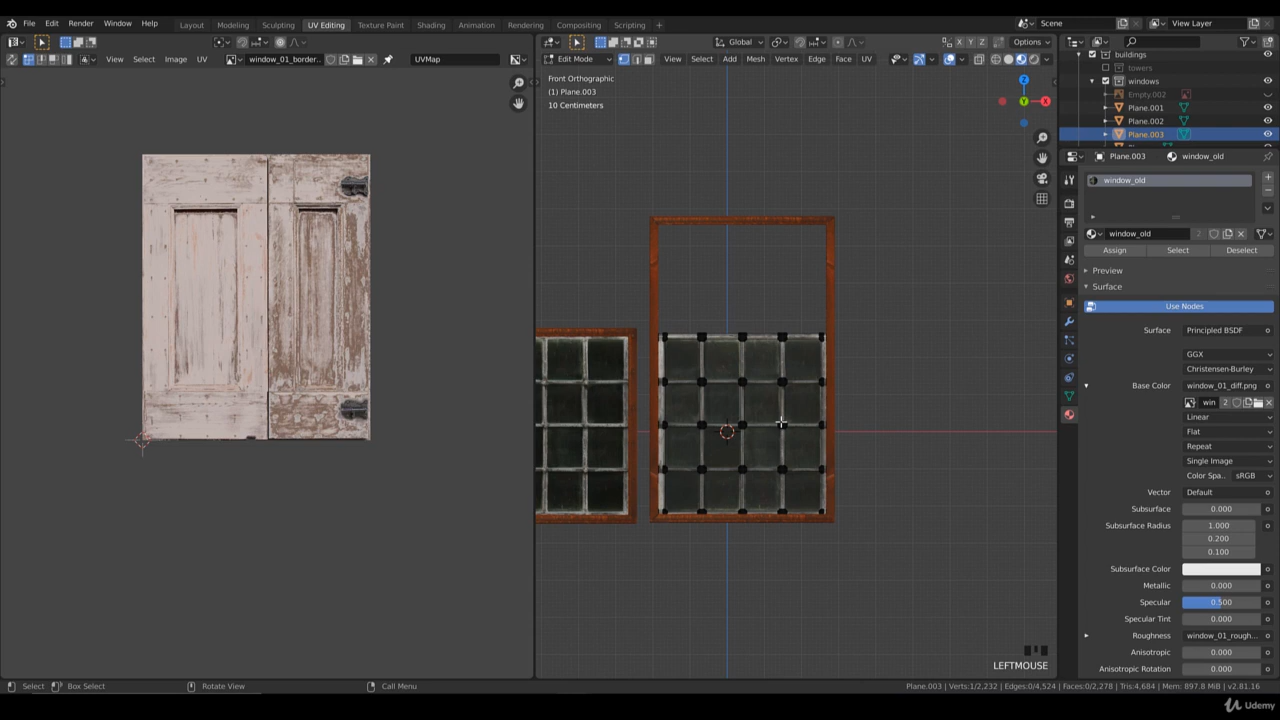 File Edit Render Window Help
Layout Modeling Sculpting UV Editing Texture Paint Shading Animation Rendering Compositing Scripting +
Scene
View Layer
Global
Options
View Select Image UV
window_01_border..
UVMap
Edit Mode
View Select Add Mesh Vertex Edge Face UV
Front Orthographic
(1) Plane.003
10 Centimeters
Z
X
Y
LEFTMOUSE
buildings
towers
windows
Empty.002
Plane.001
Plane.002
Plane.003
Plane.003 window_old
window_old
window_old 2
Assign Select Deselect
Preview
Surface
Use Nodes
Surface Principled BSDF
GGX
Christensen-Burley
Base Color window_01_diff.png
win 2
Linear
Flat
Repeat
Single Image
Color Spa.. sRGB
Vector Default
Subsurface 0.000
Subsurface Radius 1.000
0.200
0.100
Subsurface Color
Metallic 0.000
Specular 0.500
Specular Tint 0.000
Roughness window_01_rough...
Anisotropic 0.000
Anisotropic Rotation 0.000
Select Box Select Rotate View Call Menu
Plane.003 | Verts:1/2,232 | Edges:0/4,524 | Faces:0/2,278 | Tris:4,684 | Mem: 897.8 MiB | v2.81.16
Udemy